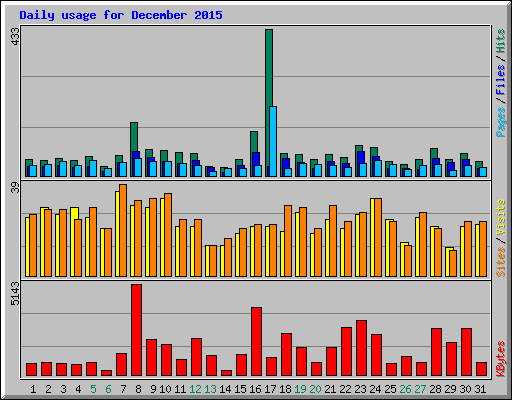 Daily usage for December 2015
433
Pages / Files / Hits
39
Sites / Visits
5143
KBytes
1 2 3 4 5 6 7 8 9 10 11 12 13 14 15 16 17 18 19 20 21 22 23 24 25 26 27 28 29 30 31